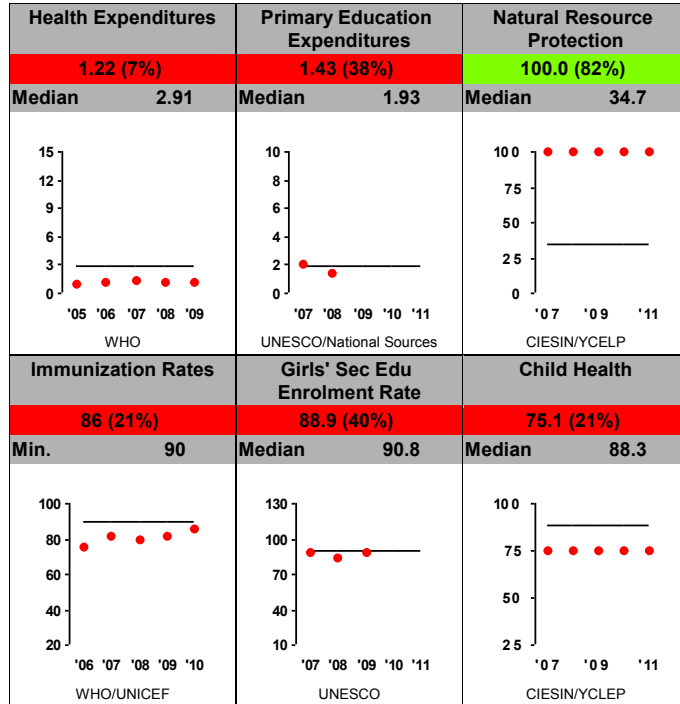 Health Expenditures
1.22 (7%)
Median 2.91
15
12
9
6
3
0
'05 '06 '07 '08 '09
WHO
Primary Education
Expenditures
1.43 (38%)
Median 1.93
10
8
6
4
2
0
'07 '08 '09 '10 '11
UNESCO/National Sources
Natural Resource
Protection
100.0 (82%)
Median 34.7
100
75
50
25
0
'07 '09 '11
CIESIN/YCELP
Immunization Rates
86 (21%)
Min. 90
100
80
60
40
20
'06 '07 '08 '09 '10
WHO/UNICEF
Girls' Sec Edu
Enrolment Rate
88.9 (40%)
Median 90.8
130
100
70
40
10
'07 '08 '09 '10 '11
UNESCO
Child Health
75.1 (21%)
Median 88.3
100
75
50
25
'07 '09 '11
CIESIN/YCLEP